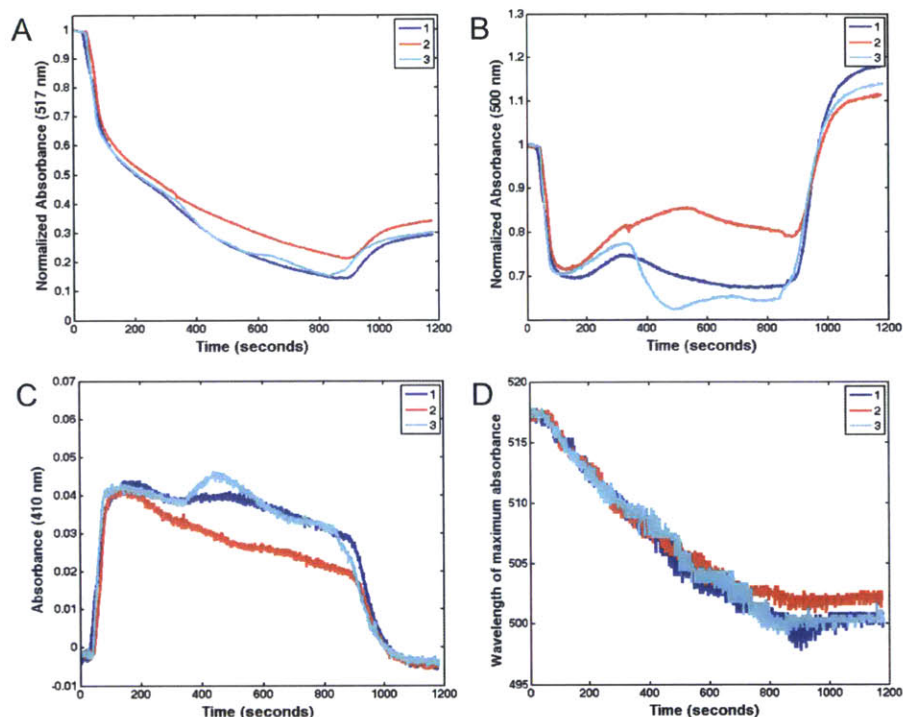 A
1
2
3
Normalized Absorbance (517 nm)
1
0.9
0.8
0.7
0.6
0.5
0.4
0.3
0.2
0.1
0
0 200 400 600 800 1000 1200
Time (seconds)
B
1
2
3
Normalized Absorbance (500 nm)
1.3
1.2
1.1
1
0.9
0.8
0.7
0 200 400 600 800 1000 1200
Time (seconds)
C
1
2
3
Absorbance (410 nm)
0.07
0.06
0.05
0.04
0.03
0.02
0.01
0
-0.01
0 200 400 600 800 1000 1200
Time (seconds)
D
1
2
3
Wavelength of maximum absorbance
520
515
510
505
500
495
0 200 400 600 800 1000 1200
Time (seconds)